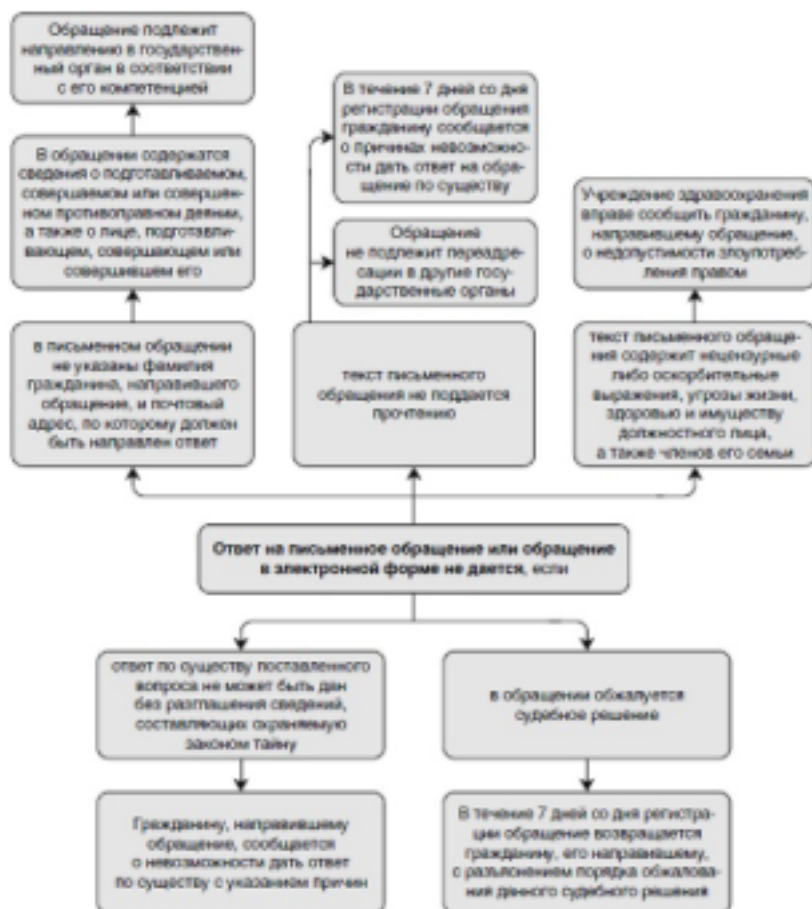 Обращение подлежит
направлению в государствен-
ный орган в соответствии
с его компетенцией
В течение 7 дней со дня
регистрации обращения
гражданину сообщается
о причинах невозможно-
сти дать ответ на обра-
щение по существу
В обращении содержатся
сведения о подготавливаемом,
совершаемом или совершен-
ном противоправном деянии,
а также о лице, подготавли-
вающем, совершающем или
совершившем его
Учреждение здравоохранения
вправе сообщить гражданину,
направившему обращение,
о недопустимости злоупотреб-
ления правом
Обращение
не подлежит переадре-
сации в другие госу-
дарственные органы
в письменном обращении
не указаны фамилия
гражданина, направившего
обращение, и почтовый
адрес, по которому должен
быть направлен ответ
текст письменного
обращения не поддается
прочтению
текст письменного обраще-
ния содержит нецензурные
либо оскорбительные
выражения, угрозы жизни,
здоровью и имуществу
должностного лица,
а также членов его семьи
Ответ на письменное обращение или обращение
в электронной форме не дается, если
ответ по существу поставленного
вопроса не может быть дан
без разглашения сведений,
составляющих охраняемую
законом тайну
в обращении обжалуется
судебное решение
Гражданину, направившему
обращение, сообщается
о невозможности дать ответ
по существу с указанием причин
В течение 7 дней со дня регистра-
ции обращение возвращается
гражданину, его направившему,
с разъяснением порядка обжалова-
ния данного судебного решения